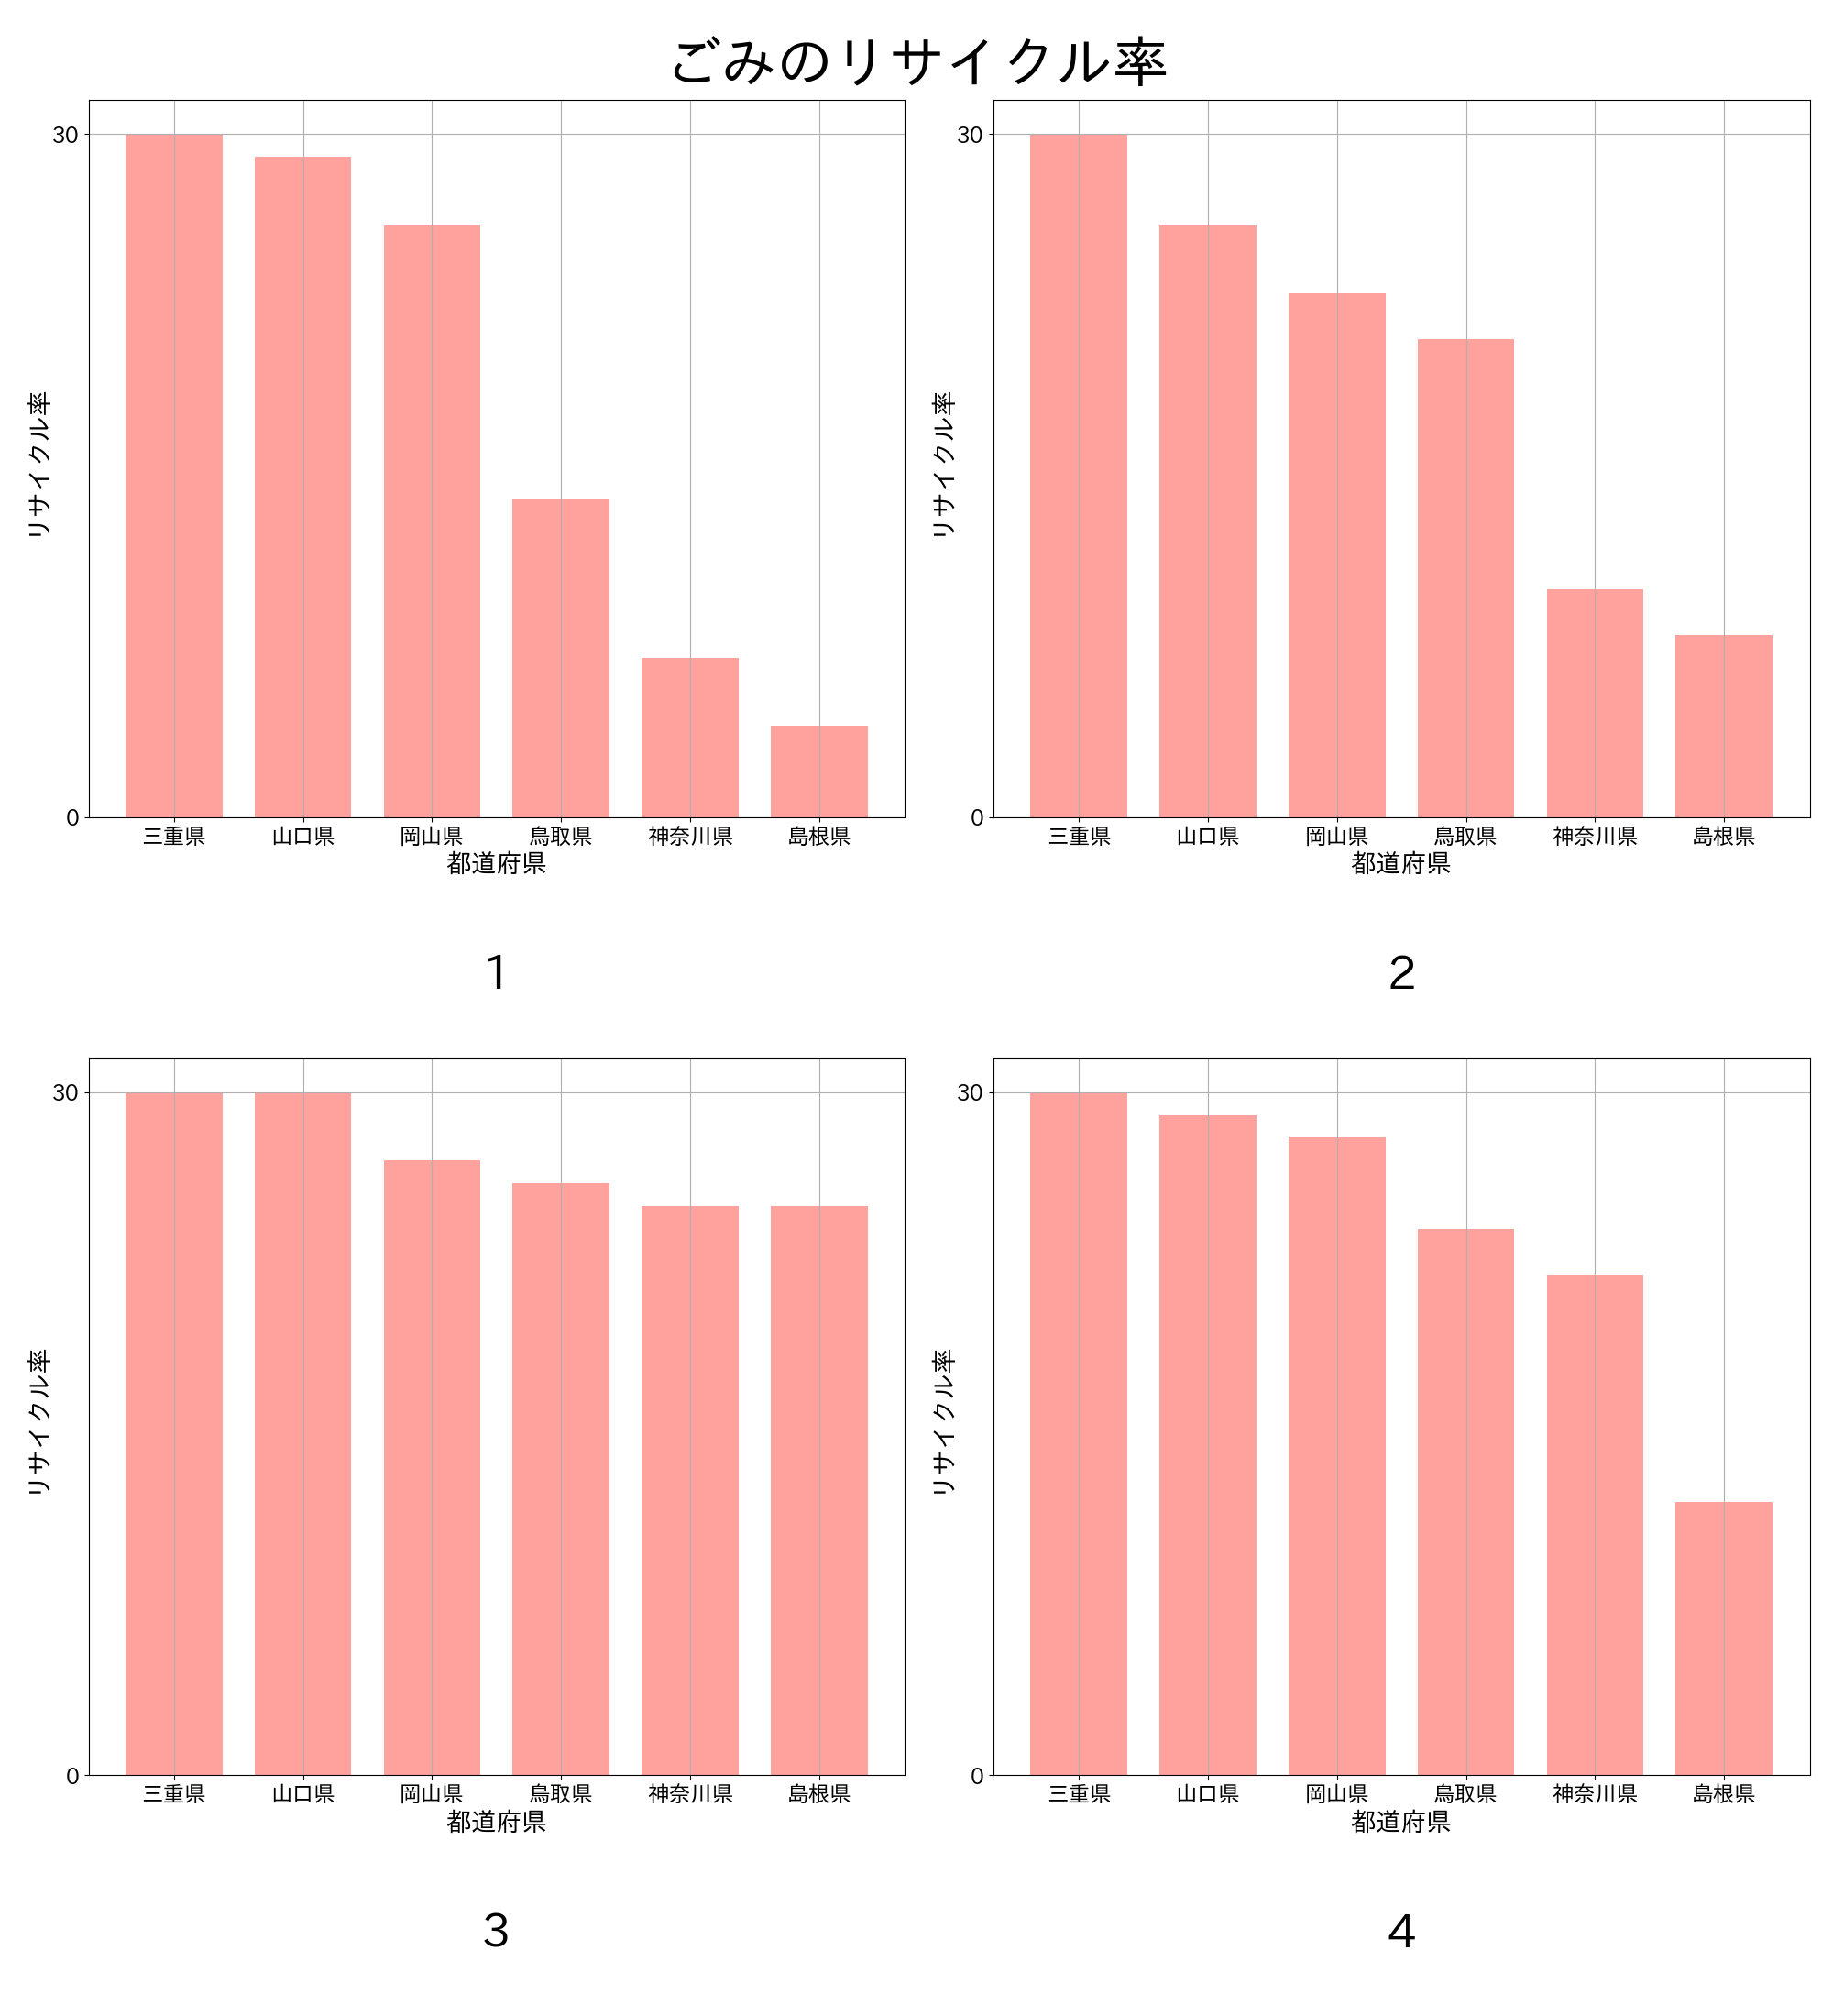 ごみのリサイクル率
30
0
リサイクル率
三重県 山口県 岡山県 鳥取県 神奈川県 島根県
都道府県
1
30
0
リサイクル率
三重県 山口県 岡山県 鳥取県 神奈川県 島根県
都道府県
2
30
0
リサイクル率
三重県 山口県 岡山県 鳥取県 神奈川県 島根県
都道府県
3
30
0
リサイクル率
三重県 山口県 岡山県 鳥取県 神奈川県 島根県
都道府県
4